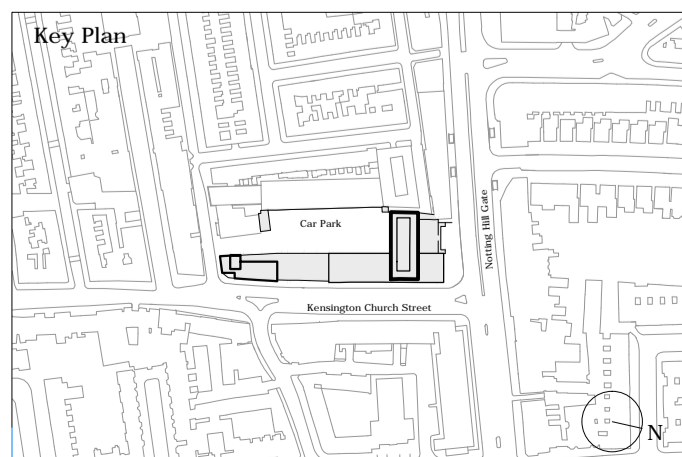 Key Plan
Car Park
Notting Hill Gate
Kensington Church Street
N